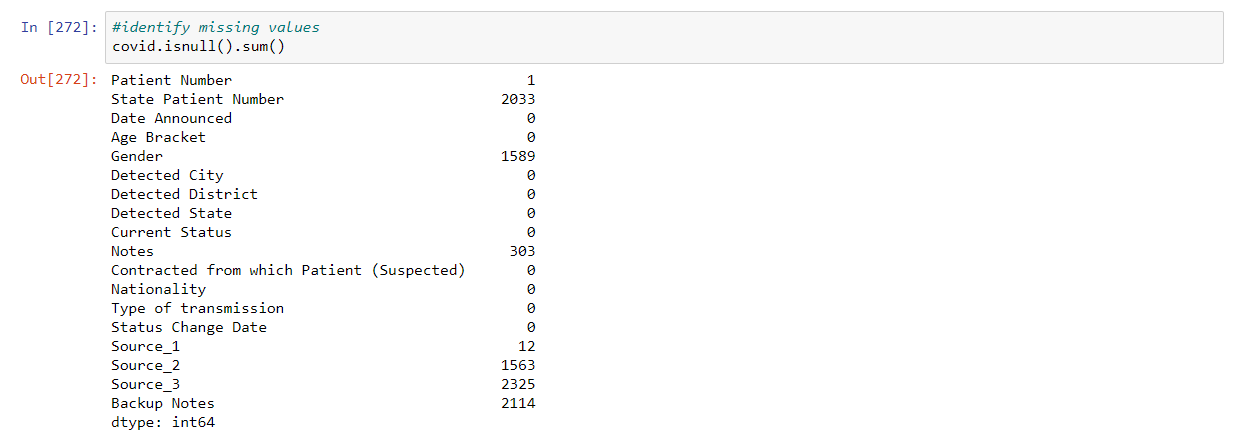 In [272]: #identify missing values
covid.isnull().sum()
Out[272]: Patient Number 1
State Patient Number 2033
Date Announced 0
Age Bracket 0
Gender 1589
Detected City 0
Detected District 0
Detected State 0
Current Status 0
Notes 303
Contracted from which Patient (Suspected) 0
Nationality 0
Type of transmission 0
Status Change Date 0
Source_1 12
Source_2 1563
Source_3 2325
Backup Notes 2114
dtype: int64